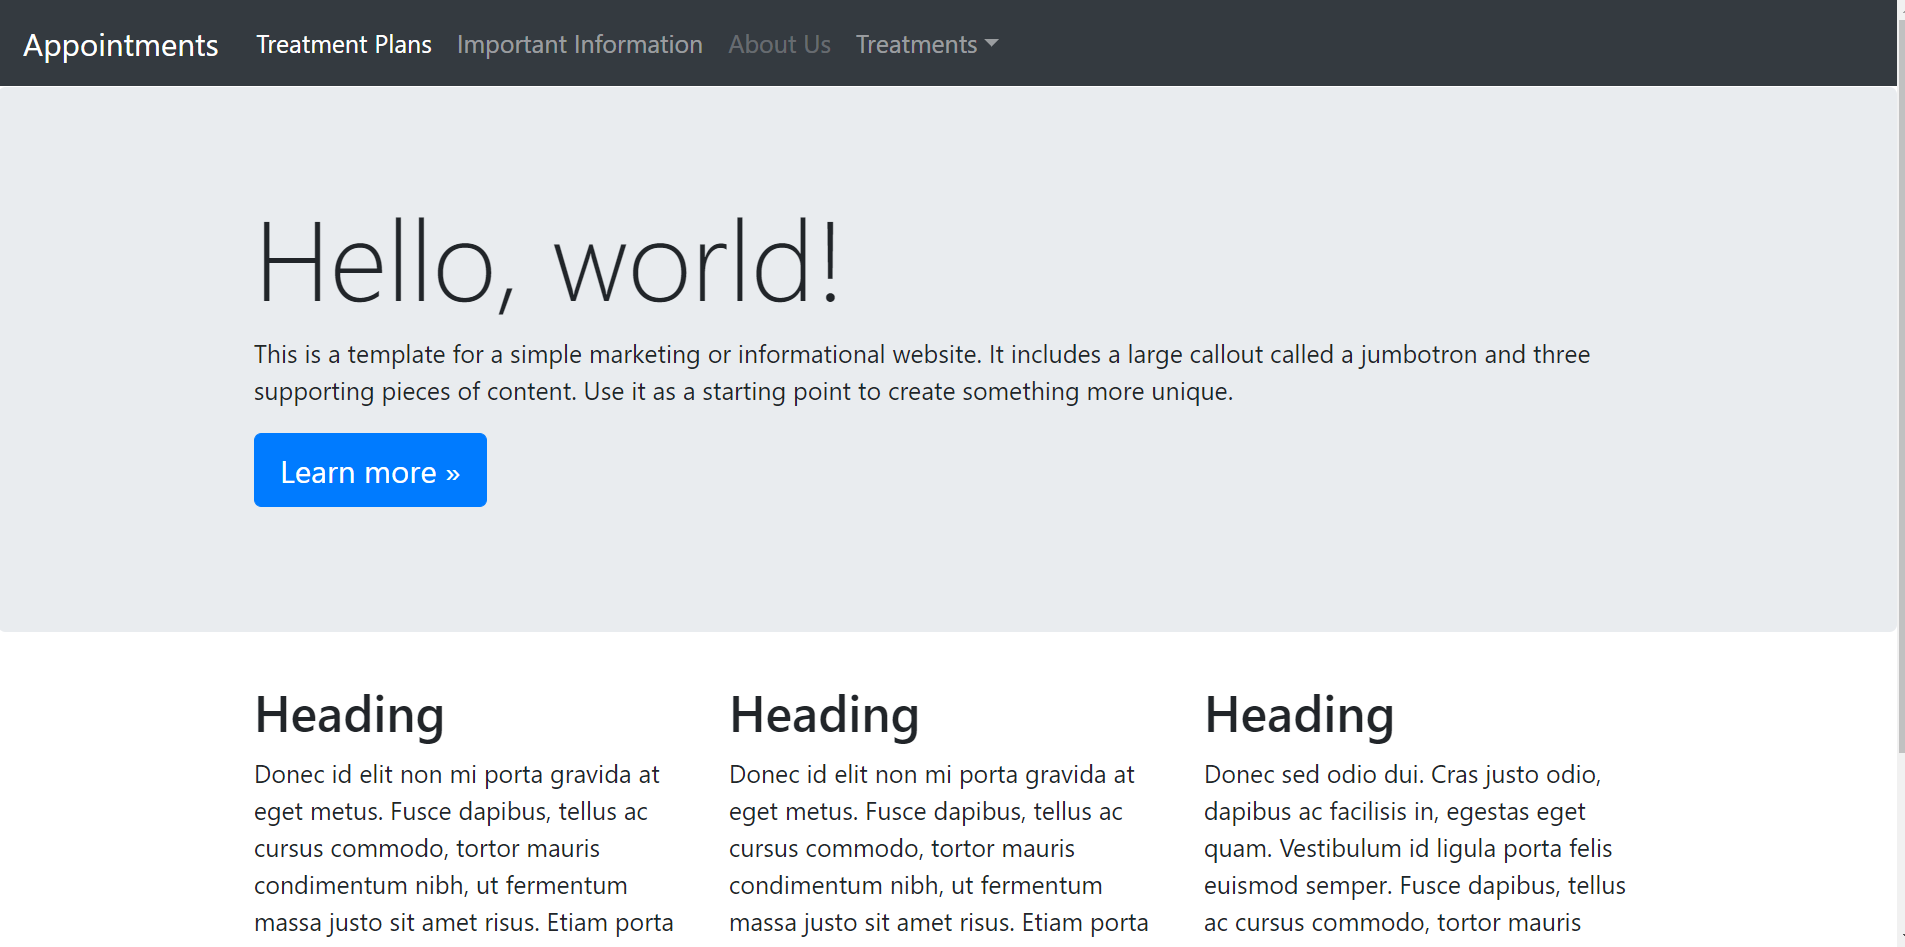 Appointments Treatment Plans Important Information About Us Treatments
Hello, world!
This is a template for a simple marketing or informational website. It includes a large callout called a jumbotron and three
supporting pieces of content. Use it as a starting point to create something more unique.
Learn more »
Heading
Donec id elit non mi porta gravida at
eget metus. Fusce dapibus, tellus ac
cursus commodo, tortor mauris
condimentum nibh, ut fermentum
massa justo sit amet risus. Etiam porta
Heading
Donec id elit non mi porta gravida at
eget metus. Fusce dapibus, tellus ac
cursus commodo, tortor mauris
condimentum nibh, ut fermentum
massa justo sit amet risus. Etiam porta
Heading
Donec sed odio dui. Cras justo odio,
dapibus ac facilisis in, egestas eget
quam. Vestibulum id ligula porta felis
euismod semper. Fusce dapibus, tellus
ac cursus commodo, tortor mauris